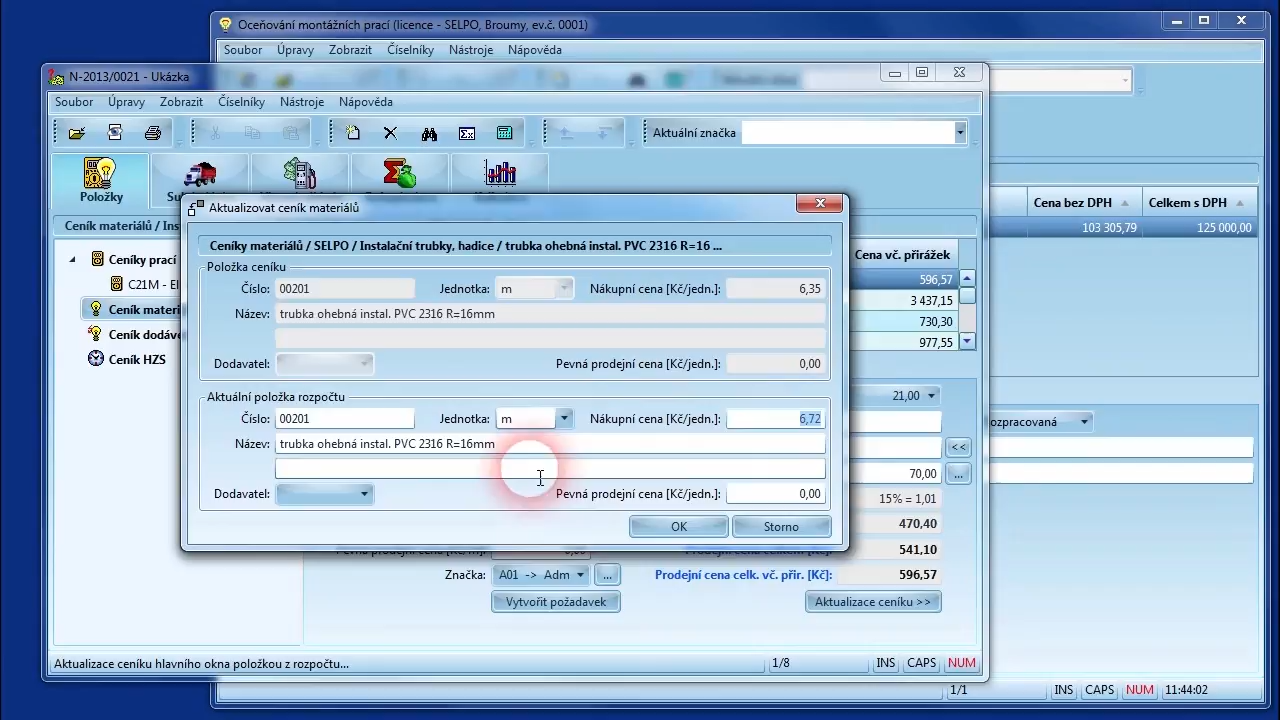 Oceňování montážních prací (licence - SELPO, Broumy, ev.č. 0001)
Soubor Úpravy Zobrazit Číselníky Nástroje Nápověda
N-2013/0021 - Ukázka
Soubor Úpravy Zobrazit Číselníky Nástroje Nápověda
Aktuální značka
Položky
Ceník materiálů / Ins
Cena bez DPH Celkem s DPH
103 305,79 125 000,00
Ceníky prací
C21M - El
Ceník materi
Ceník dodáv
Ceník HZS
Cena vč. přirážek
596,57
3 437,15
730,30
977,55
Aktualizovat ceník materiálů
Ceníky materiálů / SELPO / Instalační trubky, hadice / trubka ohebná instal. PVC 2316 R=16 ...
Položka ceníku
Číslo: 00201 Jednotka: m Nákupní cena [Kč/jedn.]: 6,35
Název: trubka ohebná instal. PVC 2316 R=16mm
Dodavatel: Pevná prodejní cena [Kč/jedn.]: 0,00
Aktuální položka rozpočtu
Číslo: 00201 Jednotka: m Nákupní cena [Kč/jedn.]: 6,72
Název: trubka ohebná instal. PVC 2316 R=16mm
Dodavatel: Pevná prodejní cena [Kč/jedn.]: 0,00
OK Storno
21,00
ozpracovaná
<<
70,00 ...
15% = 1,01
470,40
541,10
Značka: A01 -> Adm ... Prodejní cena celk. vč. přir. [Kč]: 596,57
Vytvořit požadavek Aktualizace ceníku >>
Aktualizace ceníku hlavního okna položkou z rozpočtu... 1/8 INS CAPS NUM
1/1 INS CAPS NUM 11:44:02